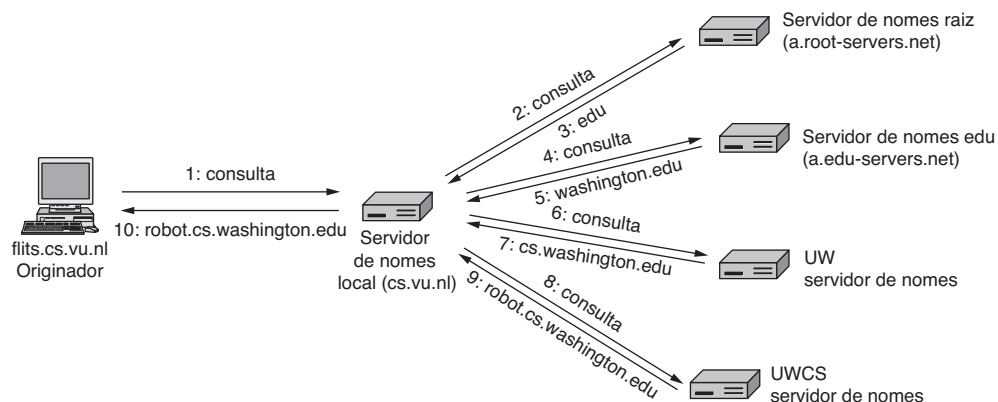 Servidor de nomes raiz
(a.root-servers.net)
2: consulta
3: edu
4: consulta
Servidor de nomes edu
(a.edu-servers.net)
5: washington.edu
1: consulta
6: consulta
10: robot.cs.washington.edu
7: cs.washington.edu
flits.cs.vu.nl
Originador
Servidor
de nomes
local (cs.vu.nl)
UW
servidor de nomes
8: consulta
9: robot.cs.washington.edu
UWCS
servidor de nomes